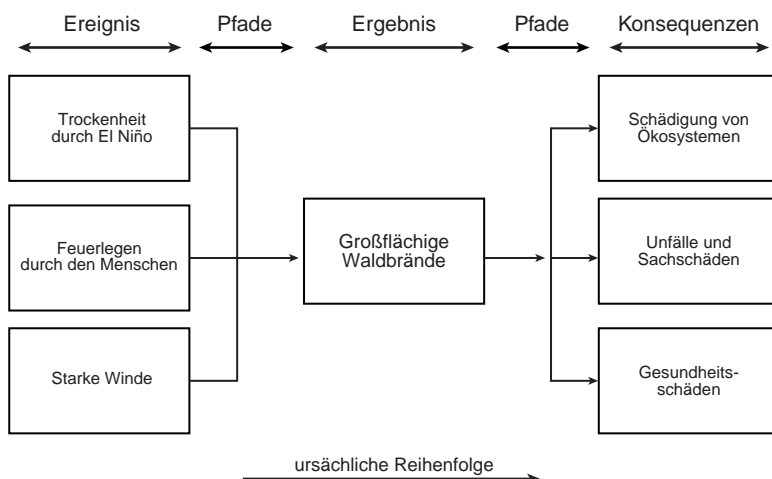 Ereignis
Pfade
Ergebnis
Pfade
Konsequenzen
Trockenheit
durch El Niño
Feuerlegen
durch den Menschen
Starke Winde
Großflächige
Waldbrände
Schädigung von
Ökosystemen
Unfälle und
Sachschäden
Gesundheits-
schäden
ursächliche Reihenfolge